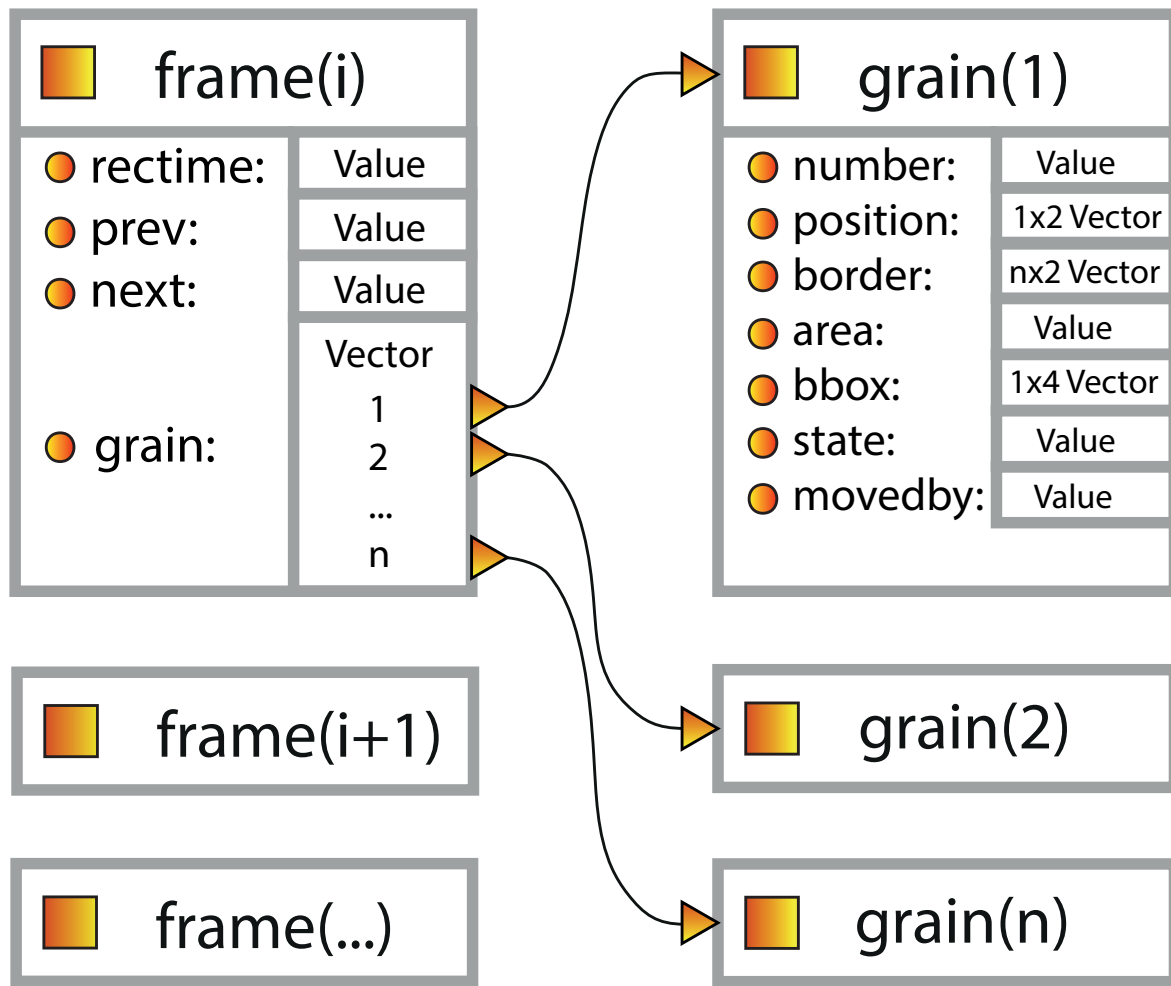 frame(i)
rectime: Value
prev: Value
next: Value
grain:
Vector
1
2
...
n
frame(i+1)
frame(...)
grain(1)
number: Value
position: 1x2 Vector
border: nx2 Vector
area: Value
bbox: 1x4 Vector
state: Value
movedby: Value
grain(2)
grain(n)